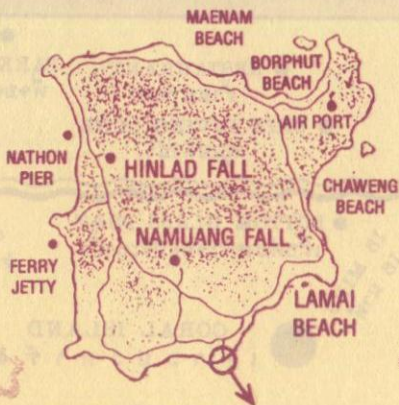 MAENAM
BEACH
BORPHUT
BEACH
AIR PORT
NATHON
PIER
HINLAD FALL
CHAWENG
BEACH
NAMUANG FALL
FERRY
JETTY
LAMAI
BEACH